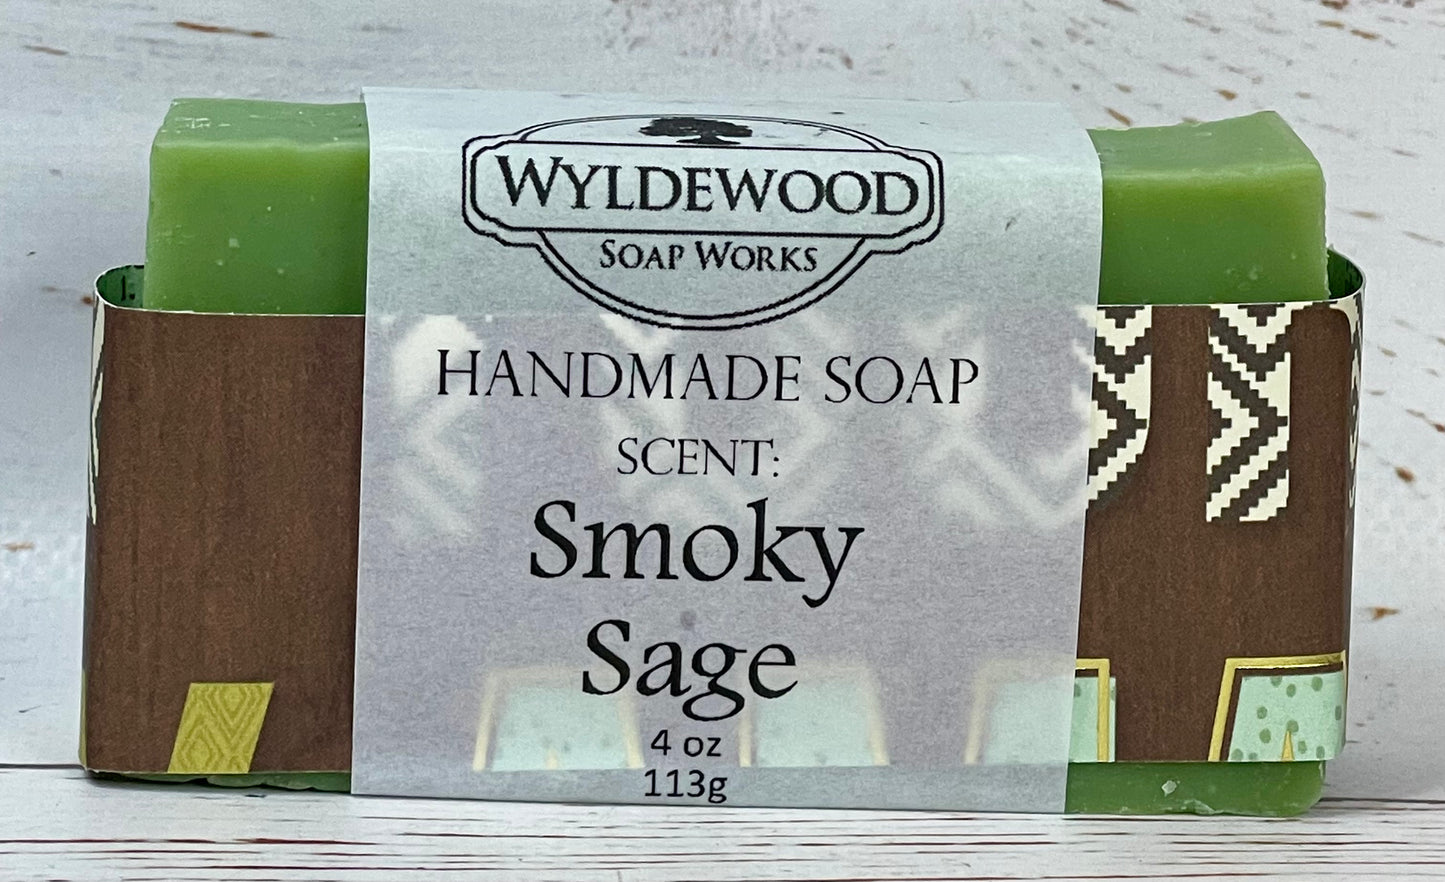 WYLDEWOOD
SOAP WORKS
HANDMADE SOAP
SCENT:
Smoky
Sage
4 oz
113g